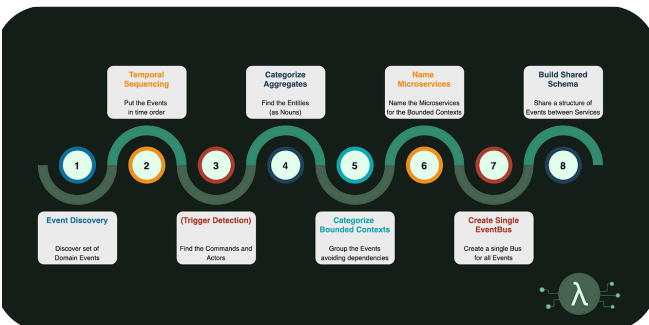 Temporal
Sequencing
Put the Events
in time order
Categorize
Aggregates
Find the Entities
(as Nouns)
Name
Microservices
Name the Microservices
for the Bounded Contexts
Build Shared
Schema
Share a structure of
Events between Services
1
2
3
4
5
6
7
8
Event Discovery
Discover set of
Domain Events
(Trigger Detection)
Find the Commands and
Actors
Categorize
Bounded Contexts
Group the Events
avoiding dependencies
Create Single
EventBus
Create a single Bus
for all Events
λ